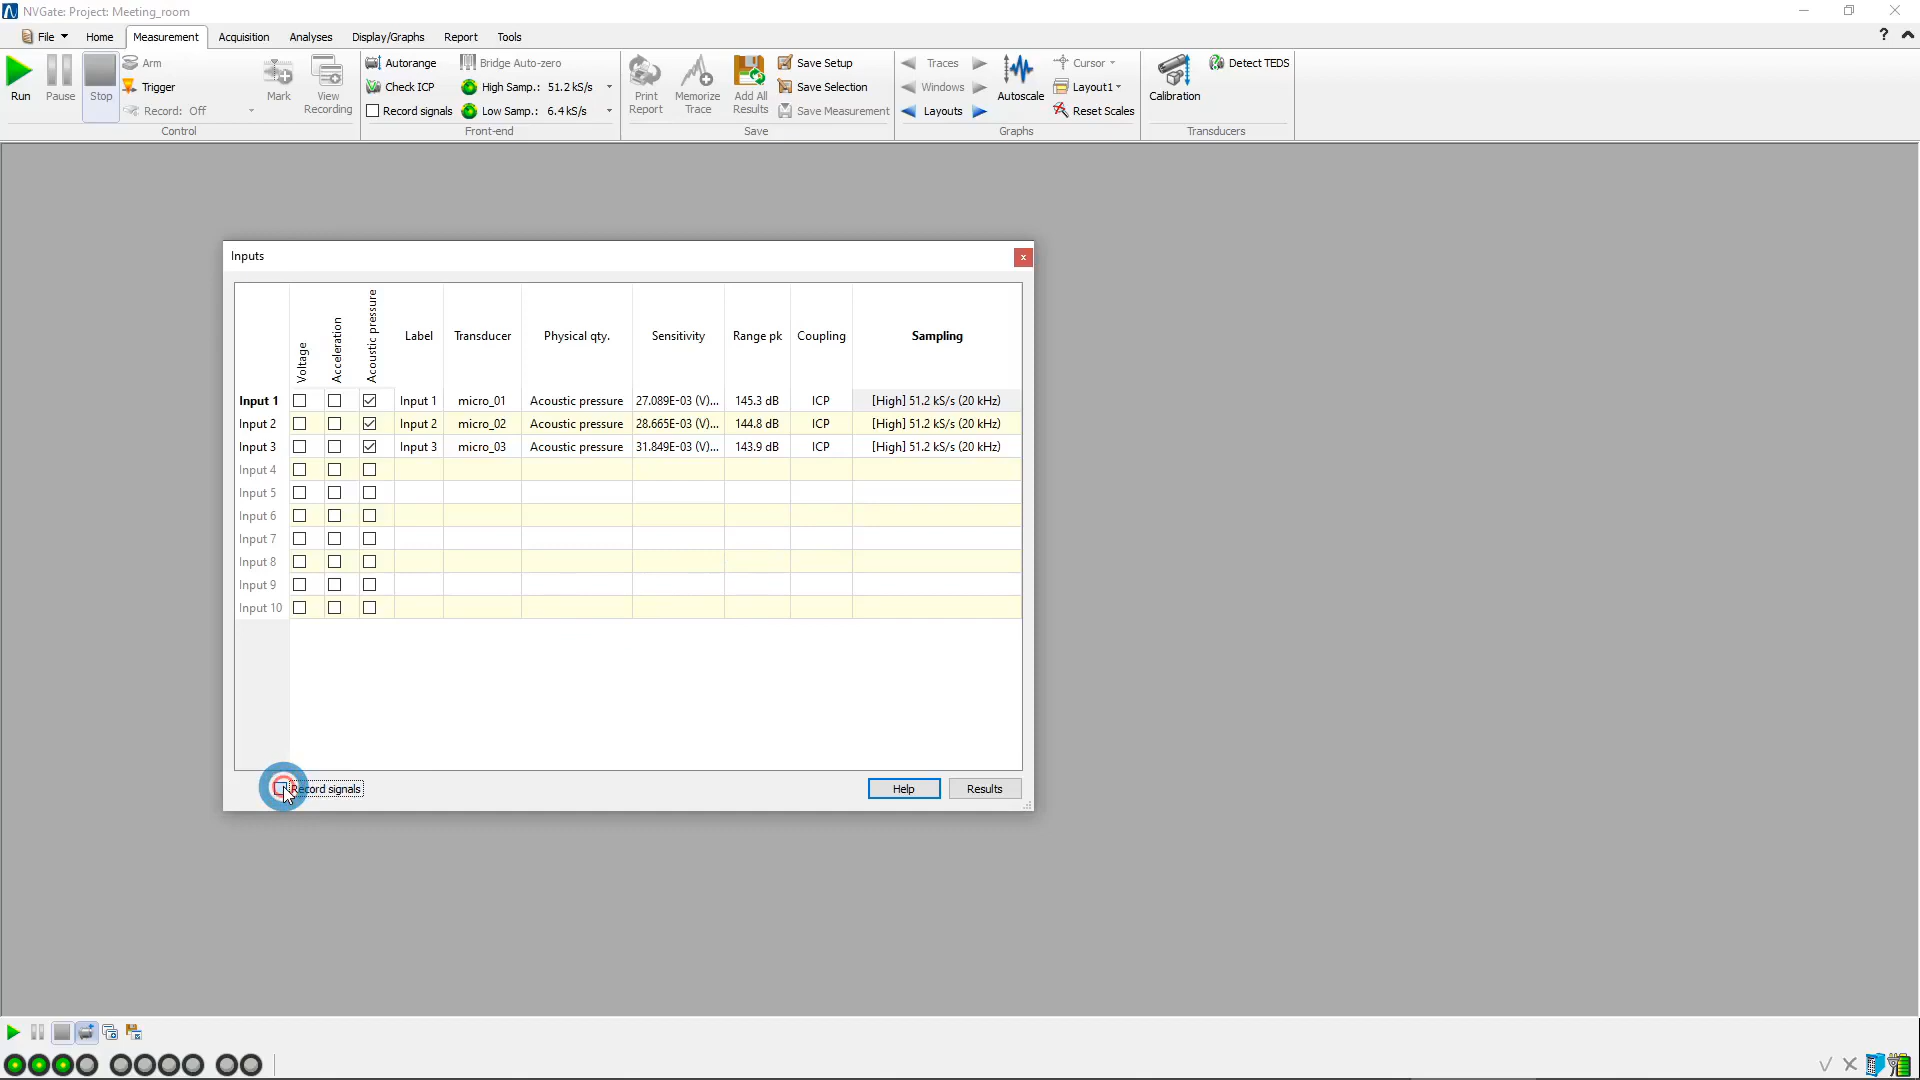 NVGate: Project: Meeting_room
File Home Measurement Acquisition Analyses Display/Graphs Report Tools ?
Arm Autorange Bridge Auto-zero Save Setup Traces Cursor Detect TEDS
Trigger Check ICP High Samp.: 51.2 kS/s Save Selection Windows Layout1
Run Pause Stop Mark View Recording Print Report Memorize Trace Add All Results Autoscale Calibration
Record: Off Record signals Low Samp.: 6.4 kS/s Save Measurement Layouts Reset Scales
Control Front-end Save Graphs Transducers
Inputs x
Voltage Acceleration Acoustic pressure Label Transducer Physical qty. Sensitivity Range pk Coupling Sampling
Input 1 Input 1 micro_01 Acoustic pressure 27.089E-03 (V)... 145.3 dB ICP [High] 51.2 kS/s (20 kHz)
Input 2 Input 2 micro_02 Acoustic pressure 28.665E-03 (V)... 144.8 dB ICP [High] 51.2 kS/s (20 kHz)
Input 3 Input 3 micro_03 Acoustic pressure 31.849E-03 (V)... 143.9 dB ICP [High] 51.2 kS/s (20 kHz)
Input 4
Input 5
Input 6
Input 7
Input 8
Input 9
Input 10
Record signals Help Results